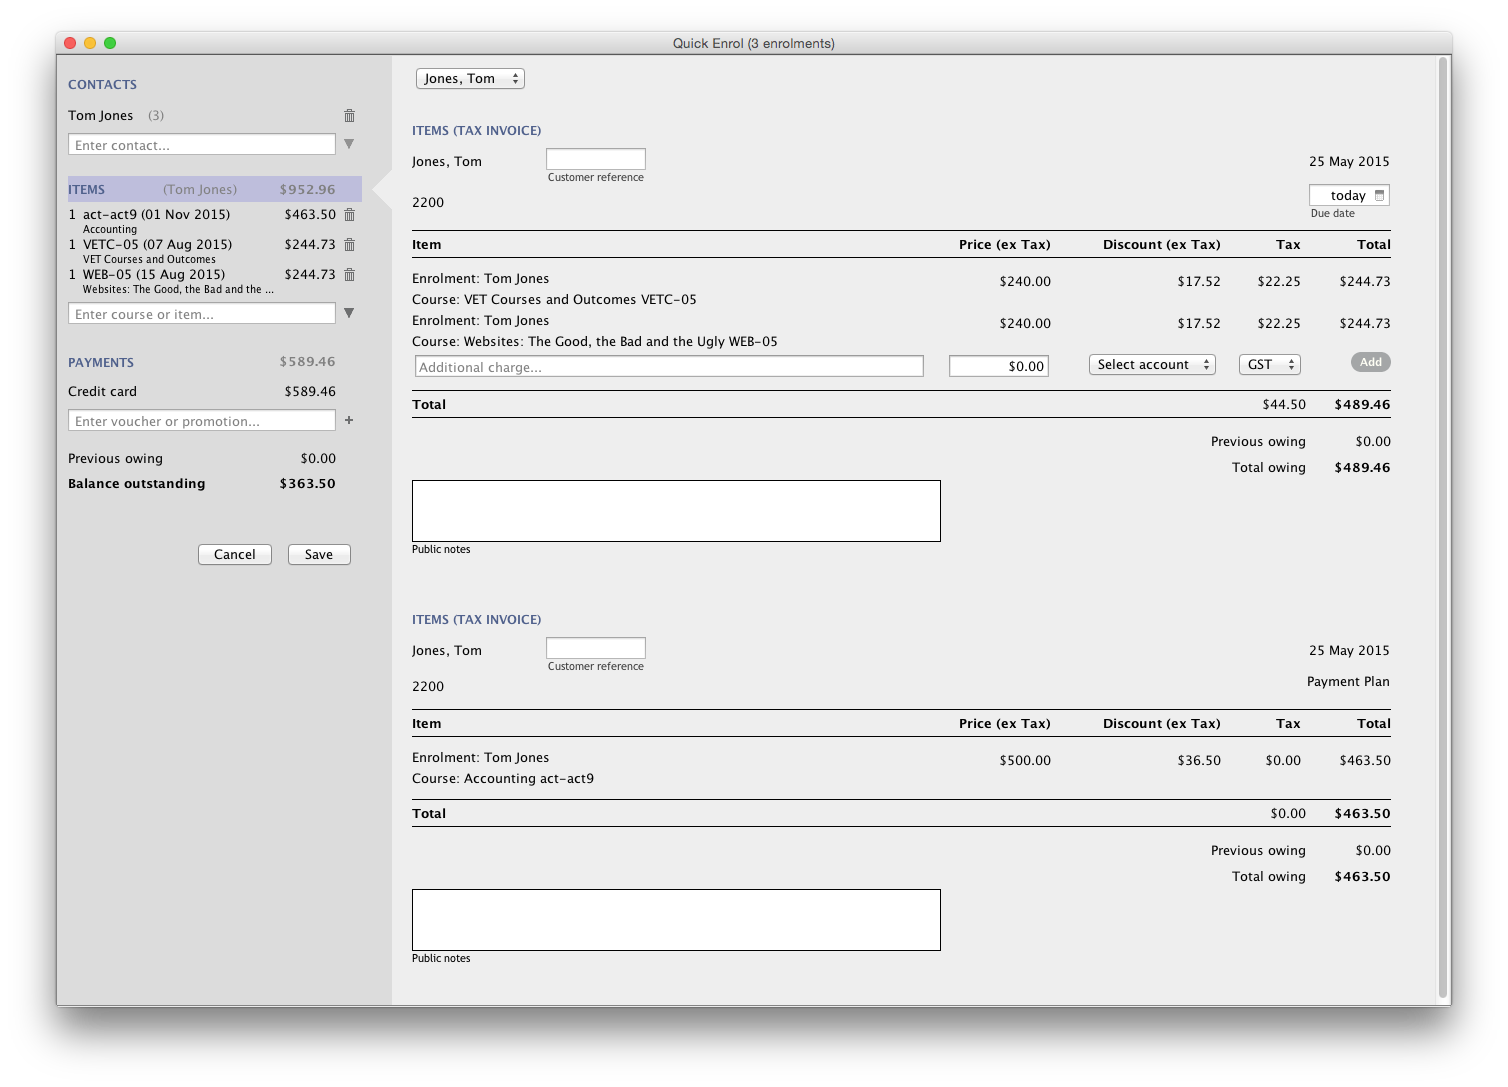 Quick Enrol (3 enrolments)
CONTACTS
Tom Jones (3)
Enter contact...
ITEMS (Tom Jones) $952.96
1 act-act9 (01 Nov 2015) $463.50
Accounting
1 VETC-05 (07 Aug 2015) $244.73
VET Courses and Outcomes
1 WEB-05 (15 Aug 2015) $244.73
Websites: The Good, the Bad and the ...
Enter course or item...
PAYMENTS $589.46
Credit card $589.46
Enter voucher or promotion... +
Previous owing $0.00
Balance outstanding $363.50
Cancel Save
Jones, Tom
ITEMS (TAX INVOICE)
Jones, Tom 25 May 2015
Customer reference
2200 today
Due date
Item Price (ex Tax) Discount (ex Tax) Tax Total
Enrolment: Tom Jones $240.00 $17.52 $22.25 $244.73
Course: VET Courses and Outcomes VETC-05
Enrolment: Tom Jones $240.00 $17.52 $22.25 $244.73
Course: Websites: The Good, the Bad and the Ugly WEB-05
Additional charge... $0.00 Select account GST Add
Total $44.50 $489.46
Previous owing $0.00
Total owing $489.46
Public notes
ITEMS (TAX INVOICE)
Jones, Tom 25 May 2015
Customer reference
2200 Payment Plan
Item Price (ex Tax) Discount (ex Tax) Tax Total
Enrolment: Tom Jones $500.00 $36.50 $0.00 $463.50
Course: Accounting act-act9
Total $0.00 $463.50
Previous owing $0.00
Total owing $463.50
Public notes